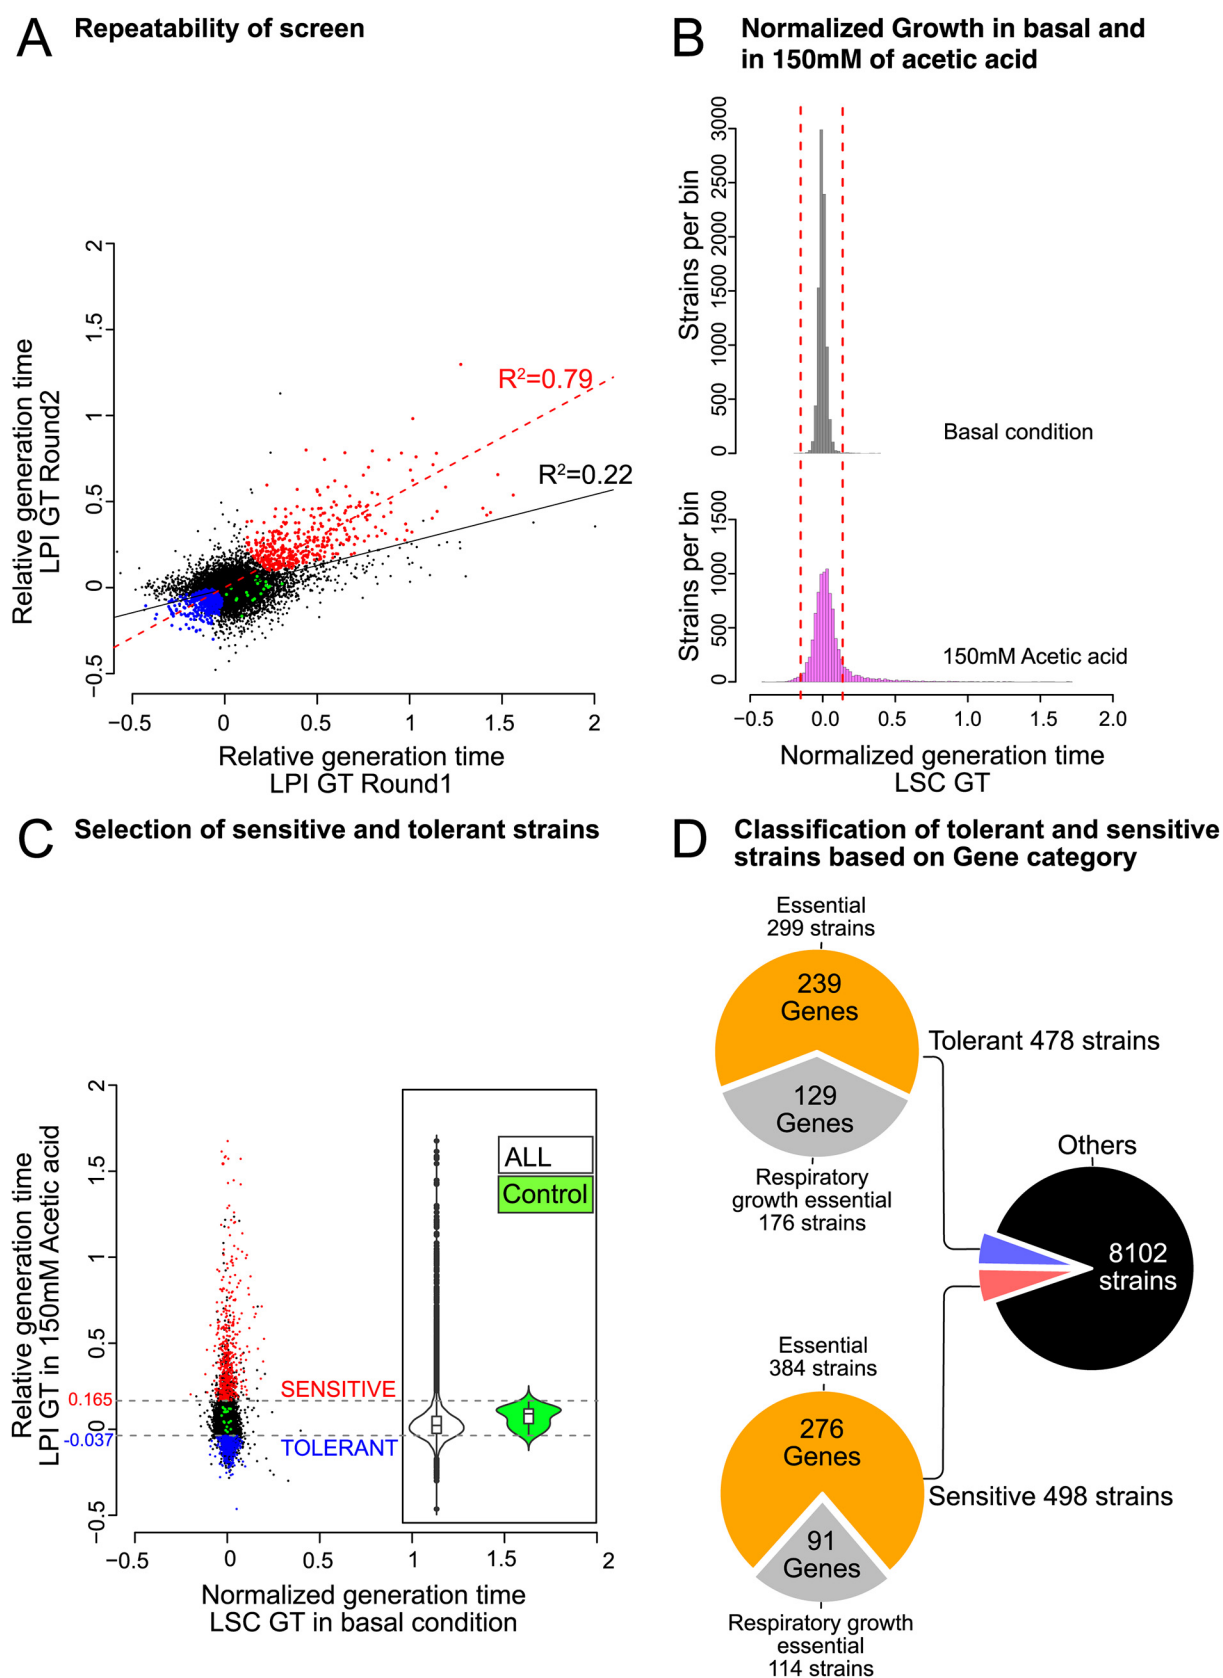 A
Repeatability of screen
Relative generation time
LPI GT Round2
2
1.5
1
0.5
0
−0.5
R²=0.79
R²=0.22
−0.5 0 0.5 1 1.5 2
Relative generation time
LPI GT Round1
B
Normalized Growth in basal and
in 150mM of acetic acid
Strains per bin
3000
2500
2000
1500
1000
500
0
Basal condition
Strains per bin
1500
1000
500
0
150mM Acetic acid
−0.5 0.0 0.5 1.0 1.5 2.0
Normalized generation time
LSC GT
C
Selection of sensitive and tolerant strains
Relative generation time
LPI GT in 150mM Acetic acid
2
1.5
1
0.5
0.165
0.0
-0.037
−0.5
ALL
Control
SENSITIVE
TOLERANT
−0.5 0 0.5 1 1.5 2
Normalized generation time
LSC GT in basal condition
D
Classification of tolerant and sensitive
strains based on Gene category
Essential
299 strains
239
Genes
129
Genes
Respiratory
growth essential
176 strains
Tolerant 478 strains
Others
8102
strains
Essential
384 strains
276
Genes
91
Genes
Sensitive 498 strains
Respiratory growth
essential
114 strains